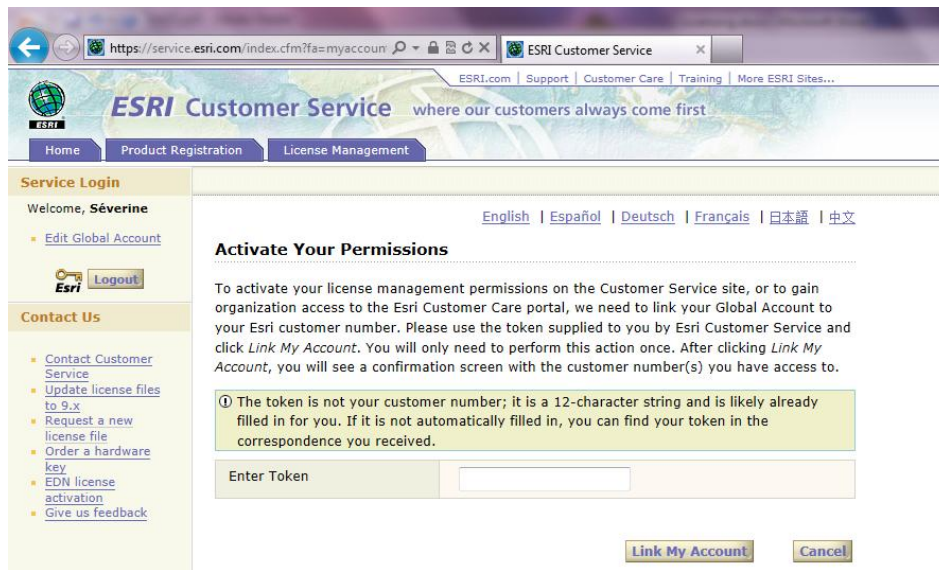 https://service.esri.com/index.cfm?fa=myaccoun
ESRI Customer Service
ESRI.com | Support | Customer Care | Training | More ESRI Sites...
ESRI
ESRI Customer Service where our customers always come first
Home
Product Registration
License Management
Service Login
Welcome, Séverine
Edit Global Account
Esri Logout
Contact Us
Contact Customer
Service
Update license files
to 9.x
Request a new
license file
Order a hardware
key
EDN license
activation
Give us feedback
English | Español | Deutsch | Français | 日本語 | 中文
Activate Your Permissions
To activate your license management permissions on the Customer Service site, or to gain
organization access to the Esri Customer Care portal, we need to link your Global Account to
your Esri customer number. Please use the token supplied to you by Esri Customer Service and
click Link My Account. You will only need to perform this action once. After clicking Link My
Account, you will see a confirmation screen with the customer number(s) you have access to.
The token is not your customer number; it is a 12-character string and is likely already
filled in for you. If it is not automatically filled in, you can find your token in the
correspondence you received.
Enter Token
Link My Account
Cancel